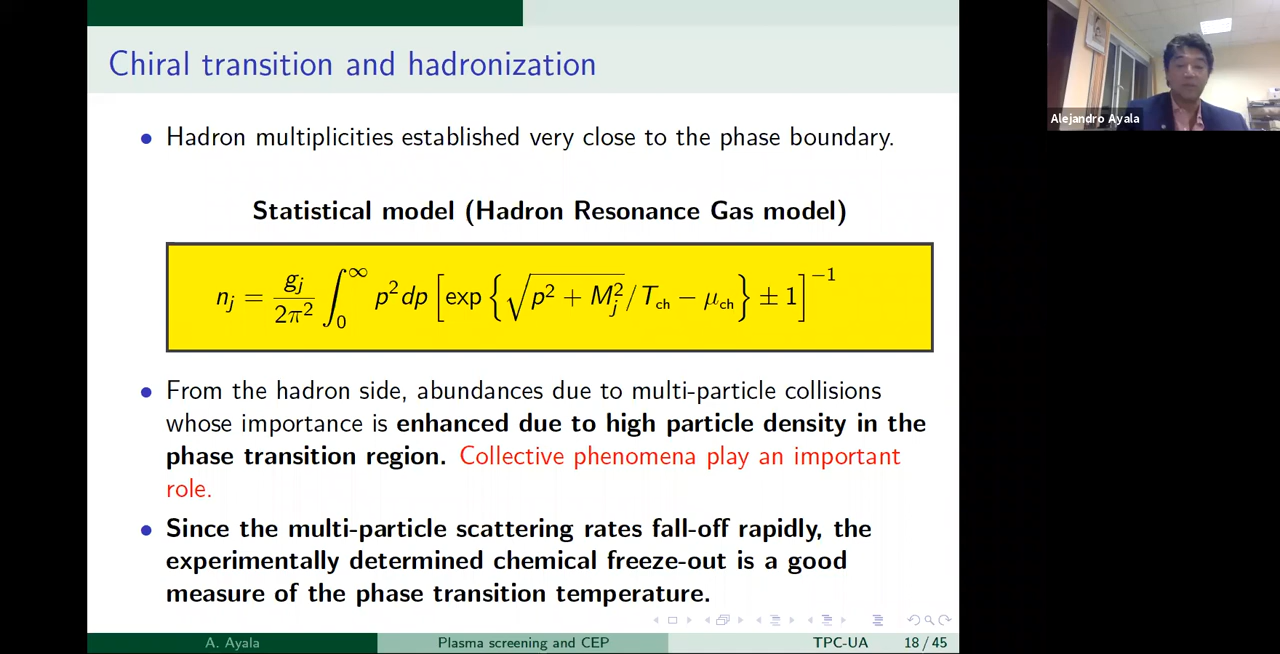 Chiral transition and hadronization
Alejandro Ayala
• Hadron multiplicities established very close to the phase boundary.
Statistical model (Hadron Resonance Gas model)
n_j = g_j / 2π² ∫₀^∞ p² dp [exp {√(p² + M_j²) / T_ch − μ_ch} ± 1]⁻¹
• From the hadron side, abundances due to multi-particle collisions
whose importance is enhanced due to high particle density in the
phase transition region. Collective phenomena play an important
role.
• Since the multi-particle scattering rates fall-off rapidly, the
experimentally determined chemical freeze-out is a good
measure of the phase transition temperature.
A. Ayala Plasma screening and CEP TPC-UA 18 / 45